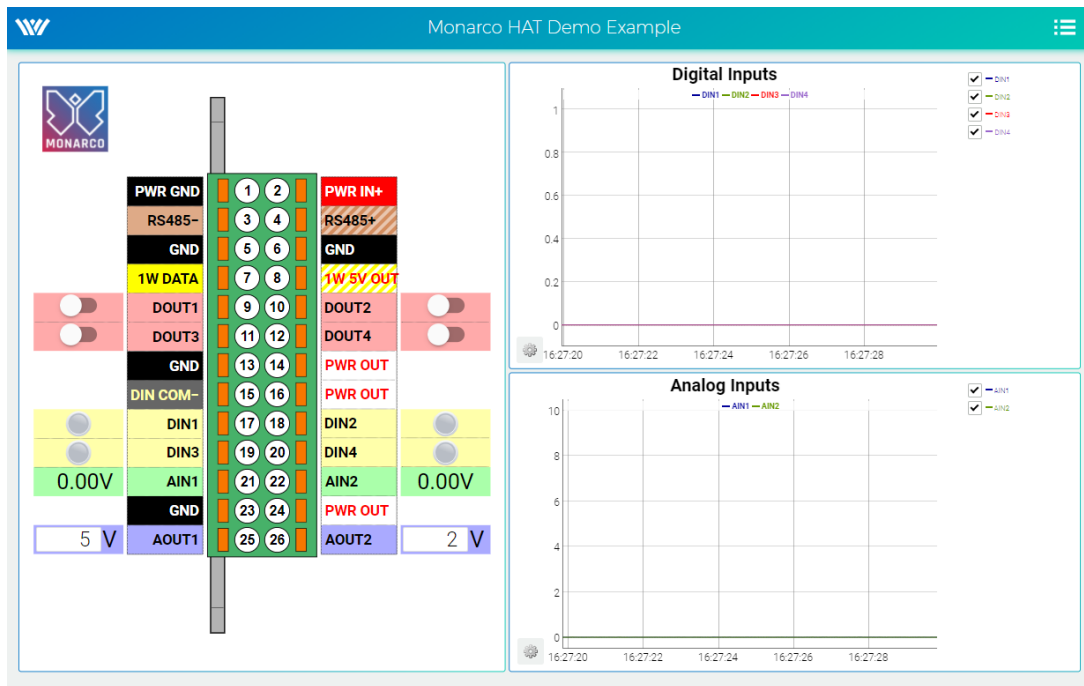 Monarco HAT Demo Example
MONARCO
PWR GND 1 2 PWR IN+
RS485− 3 4 RS485+
GND 5 6 GND
1W DATA 7 8 1W 5V OUT
DOUT1 9 10 DOUT2
DOUT3 11 12 DOUT4
GND 13 14 PWR OUT
DIN COM− 15 16 PWR OUT
DIN1 17 18 DIN2
DIN3 19 20 DIN4
0.00V AIN1 21 22 AIN2 0.00V
GND 23 24 PWR OUT
5 V AOUT1 25 26 AOUT2 2 V
Digital Inputs
DIN1 DIN2 DIN3 DIN4
DIN1
DIN2
DIN3
DIN4
1
0.8
0.6
0.4
0.2
0
16:27:20 16:27:22 16:27:24 16:27:26 16:27:28
Analog Inputs
AIN1 AIN2
AIN1
AIN2
10
8
6
4
2
0
16:27:20 16:27:22 16:27:24 16:27:26 16:27:28